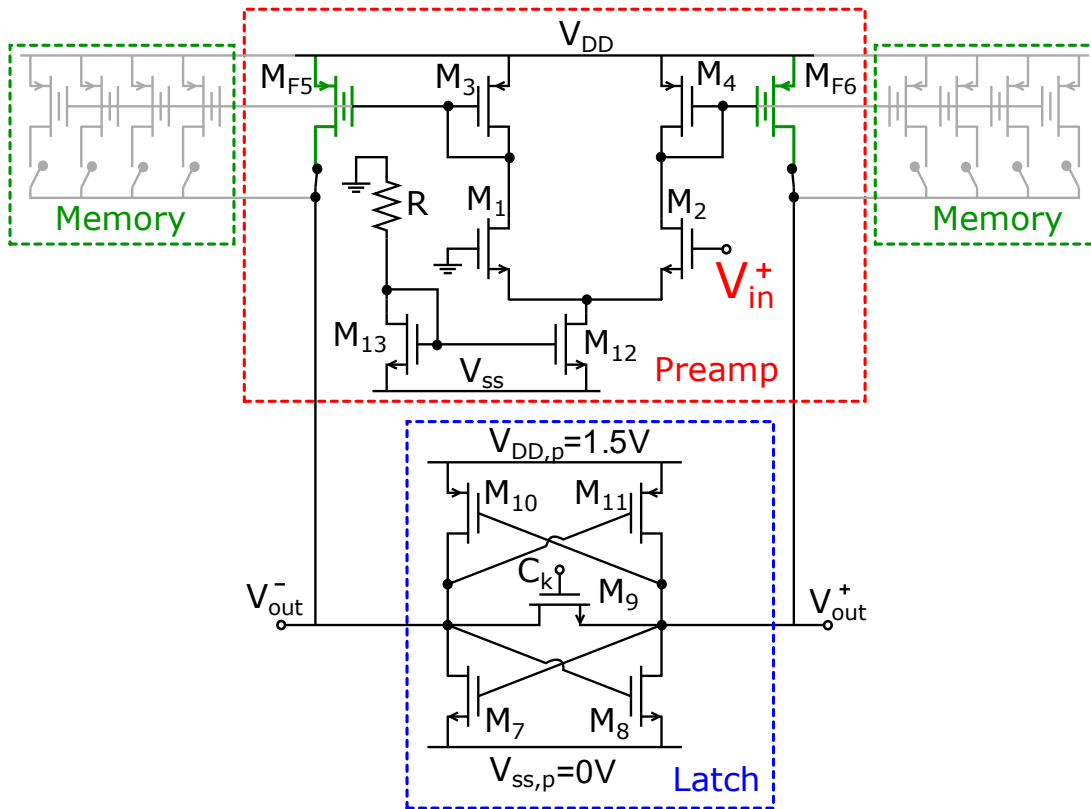 V_DD
M_F5
M_3
M_4
M_F6
Memory
R
M_1
M_2
V_in^+
Memory
M_13
M_12
V_ss
Preamp
V_DD,p=1.5V
M_10
M_11
C_k
M_9
V_out^-
V_out^+
M_7
M_8
V_ss,p=0V
Latch